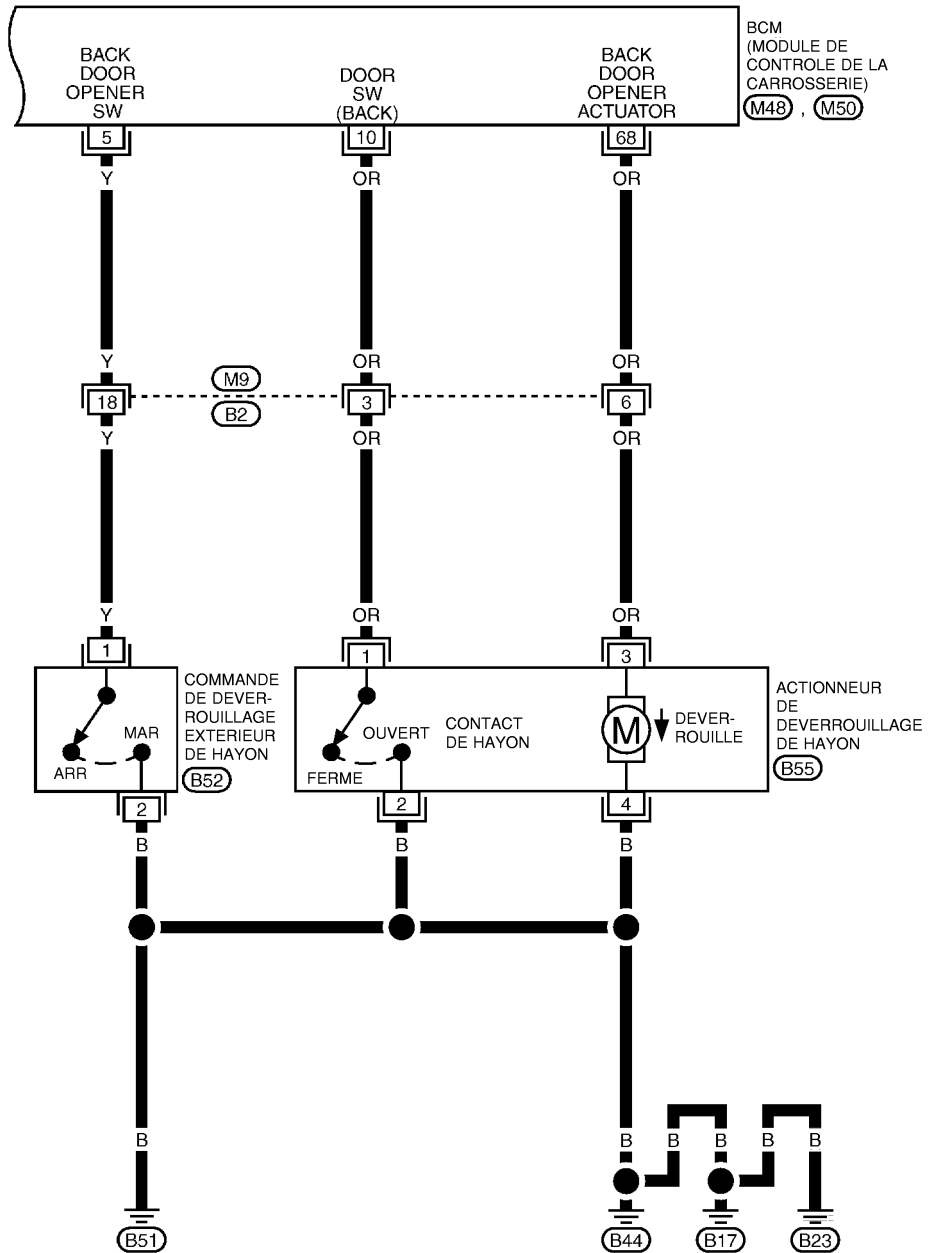 BACK
DOOR
OPENER
SW
DOOR
SW
(BACK)
BACK
DOOR
OPENER
ACTUATOR
BCM
(MODULE DE
CONTROLE DE LA
CARROSSERIE)
M48 , M50
5
10
68
Y
OR
OR
Y
OR
OR
M9
18
3
6
B2
Y
OR
OR
Y
OR
OR
1
1
3
COMMANDE
DE DEVER-
ROUILLAGE
EXTERIEUR
DE HAYON
B52
MAR
ARR
OUVERT
FERME
CONTACT
DE HAYON
M
DEVER-
ROUILLE
ACTIONNEUR
DE
DEVERROUILLAGE
DE HAYON
B55
2
2
4
B
B
B
B
B
B
B
B
B
B51
B44
B17
B23